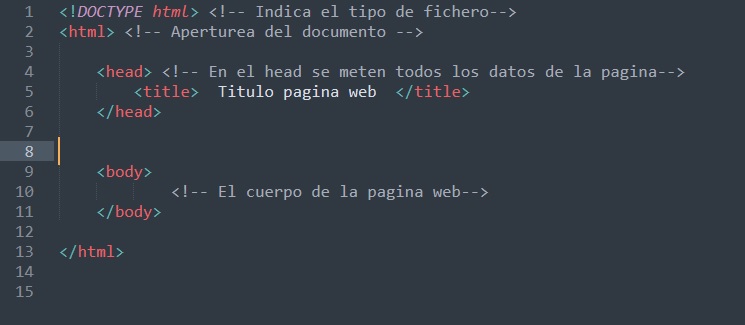 1 <!DOCTYPE html> <!-- Indica el tipo de fichero-->
2 <html> <!-- Aperturea del documento -->
3
4 <head> <!-- En el head se meten todos los datos de la pagina-->
5 <title>  Titulo pagina web  </title>
6 </head>
7
8
9 <body>
10 <!-- El cuerpo de la pagina web-->
11 </body>
12
13 </html>
14
15